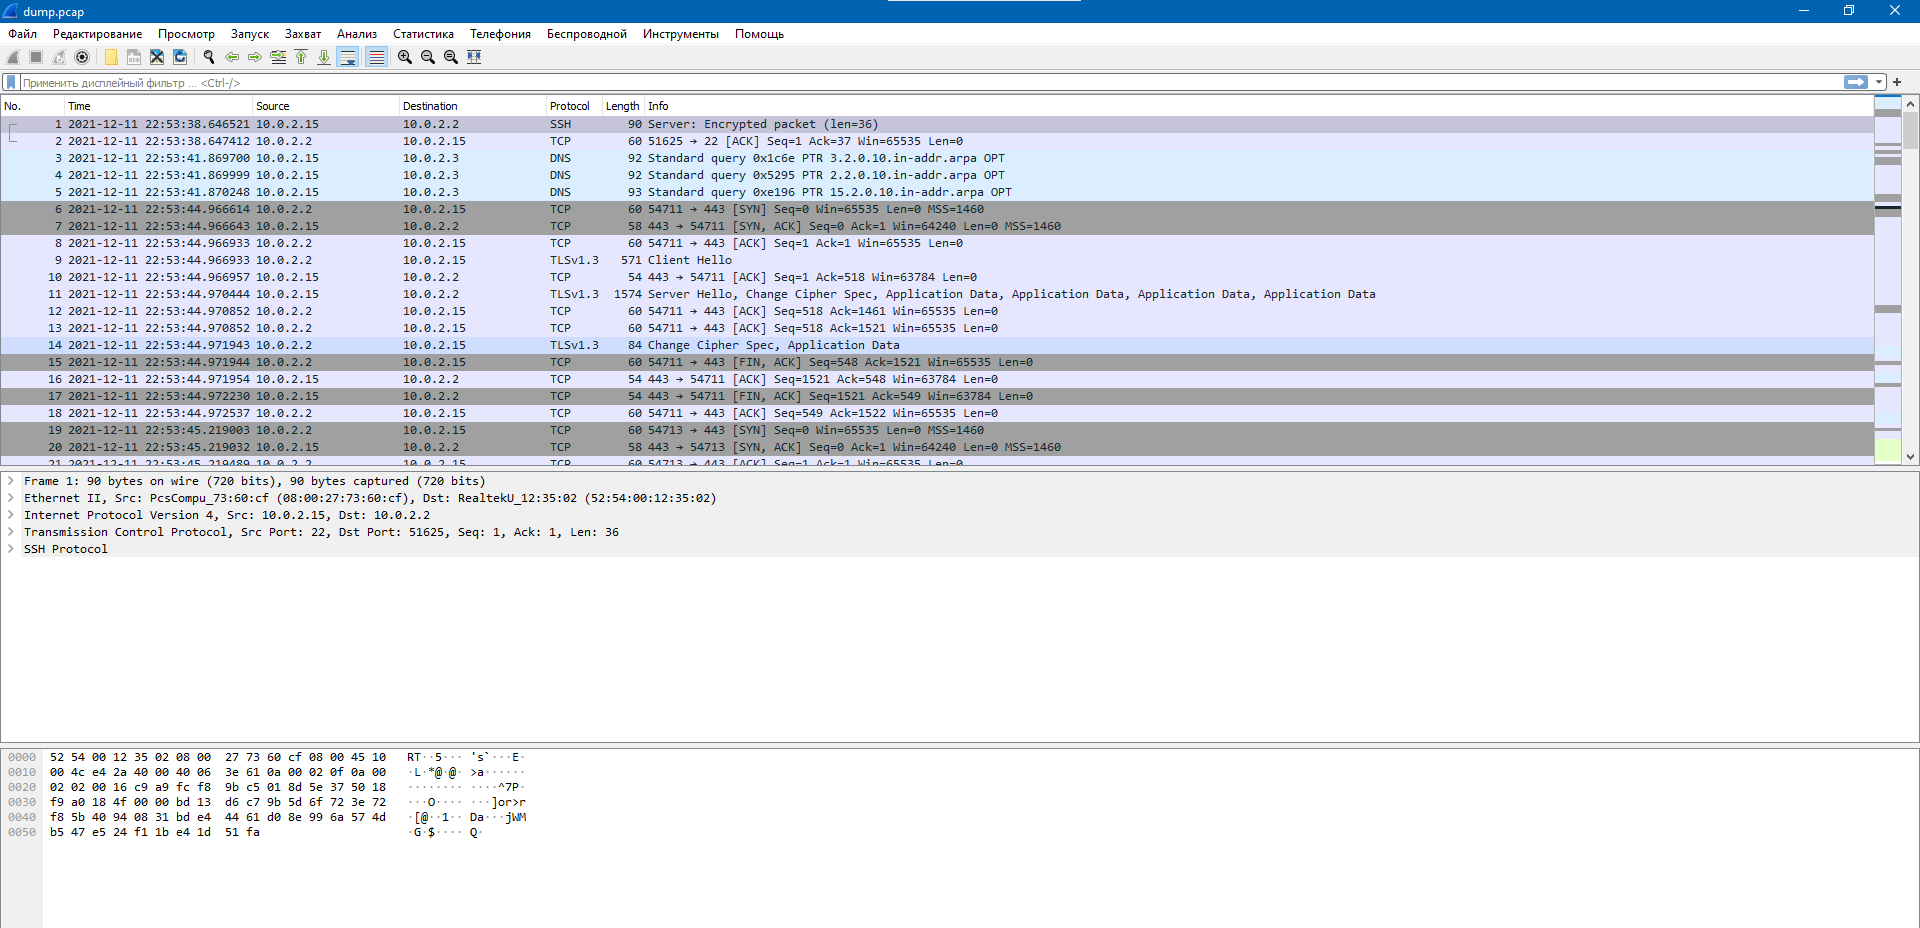 dump.pcap
Файл Редактирование Просмотр Запуск Захват Анализ Статистика Телефония Беспроводной Инструменты Помощь
Применить дисплейный фильтр ... <Ctrl-/>
No. Time Source Destination Protocol Length Info
1 2021-12-11 22:53:38.646521 10.0.2.15 10.0.2.2 SSH 90 Server: Encrypted packet (len=36)
2 2021-12-11 22:53:38.647412 10.0.2.2 10.0.2.15 TCP 60 51625 → 22 [ACK] Seq=1 Ack=37 Win=65535 Len=0
3 2021-12-11 22:53:41.869700 10.0.2.15 10.0.2.3 DNS 92 Standard query 0x1c6e PTR 3.2.0.10.in-addr.arpa OPT
4 2021-12-11 22:53:41.869999 10.0.2.15 10.0.2.3 DNS 92 Standard query 0x5295 PTR 2.2.0.10.in-addr.arpa OPT
5 2021-12-11 22:53:41.870248 10.0.2.15 10.0.2.3 DNS 93 Standard query 0xe196 PTR 15.2.0.10.in-addr.arpa OPT
6 2021-12-11 22:53:44.966614 10.0.2.2 10.0.2.15 TCP 60 54711 → 443 [SYN] Seq=0 Win=65535 Len=0 MSS=1460
7 2021-12-11 22:53:44.966643 10.0.2.15 10.0.2.2 TCP 58 443 → 54711 [SYN, ACK] Seq=0 Ack=1 Win=64240 Len=0 MSS=1460
8 2021-12-11 22:53:44.966933 10.0.2.2 10.0.2.15 TCP 60 54711 → 443 [ACK] Seq=1 Ack=1 Win=65535 Len=0
9 2021-12-11 22:53:44.966933 10.0.2.2 10.0.2.15 TLSv1.3 571 Client Hello
10 2021-12-11 22:53:44.966957 10.0.2.15 10.0.2.2 TCP 54 443 → 54711 [ACK] Seq=1 Ack=518 Win=63784 Len=0
11 2021-12-11 22:53:44.970444 10.0.2.15 10.0.2.2 TLSv1.3 1574 Server Hello, Change Cipher Spec, Application Data, Application Data, Application Data, Application Data
12 2021-12-11 22:53:44.970852 10.0.2.2 10.0.2.15 TCP 60 54711 → 443 [ACK] Seq=518 Ack=1461 Win=65535 Len=0
13 2021-12-11 22:53:44.970852 10.0.2.2 10.0.2.15 TCP 60 54711 → 443 [ACK] Seq=518 Ack=1521 Win=65535 Len=0
14 2021-12-11 22:53:44.971943 10.0.2.2 10.0.2.15 TLSv1.3 84 Change Cipher Spec, Application Data
15 2021-12-11 22:53:44.971944 10.0.2.2 10.0.2.15 TCP 60 54711 → 443 [FIN, ACK] Seq=548 Ack=1521 Win=65535 Len=0
16 2021-12-11 22:53:44.971954 10.0.2.15 10.0.2.2 TCP 54 443 → 54711 [ACK] Seq=1521 Ack=548 Win=63784 Len=0
17 2021-12-11 22:53:44.972230 10.0.2.15 10.0.2.2 TCP 54 443 → 54711 [FIN, ACK] Seq=1521 Ack=549 Win=63784 Len=0
18 2021-12-11 22:53:44.972537 10.0.2.2 10.0.2.15 TCP 60 54711 → 443 [ACK] Seq=549 Ack=1522 Win=65535 Len=0
19 2021-12-11 22:53:45.219003 10.0.2.2 10.0.2.15 TCP 60 54713 → 443 [SYN] Seq=0 Win=65535 Len=0 MSS=1460
20 2021-12-11 22:53:45.219032 10.0.2.15 10.0.2.2 TCP 58 443 → 54713 [SYN, ACK] Seq=0 Ack=1 Win=64240 Len=0 MSS=1460
21 2021-12-11 22:53:45.219489 10.0.2.2 10.0.2.15 TCP 60 54713 → 443 [ACK] Seq=1 Ack=1 Win=65535 Len=0
Frame 1: 90 bytes on wire (720 bits), 90 bytes captured (720 bits)
Ethernet II, Src: PcsCompu_73:60:cf (08:00:27:73:60:cf), Dst: RealtekU_12:35:02 (52:54:00:12:35:02)
Internet Protocol Version 4, Src: 10.0.2.15, Dst: 10.0.2.2
Transmission Control Protocol, Src Port: 22, Dst Port: 51625, Seq: 1, Ack: 1, Len: 36
SSH Protocol
0000 52 54 00 12 35 02 08 00 27 73 60 cf 08 00 45 10 RT··5··· 's`···E·
0010 00 4c e4 2a 40 00 40 06 3e 61 0a 00 02 0f 0a 00 ·L·*@·@· >a······
0020 02 02 00 16 c9 a9 fc f8 9b c5 01 8d 5e 37 50 18 ········ ····^7P·
0030 f9 a0 18 4f 00 00 bd 13 d6 c7 9b 5d 6f 72 3e 72 ···O···· ···]or>r
0040 f8 5b 40 94 08 31 bd e4 44 61 d0 8e 99 6a 57 4d ·[@··1·· Da···jWM
0050 b5 47 e5 24 f1 1b e4 1d 51 fa ·G·$···· Q·